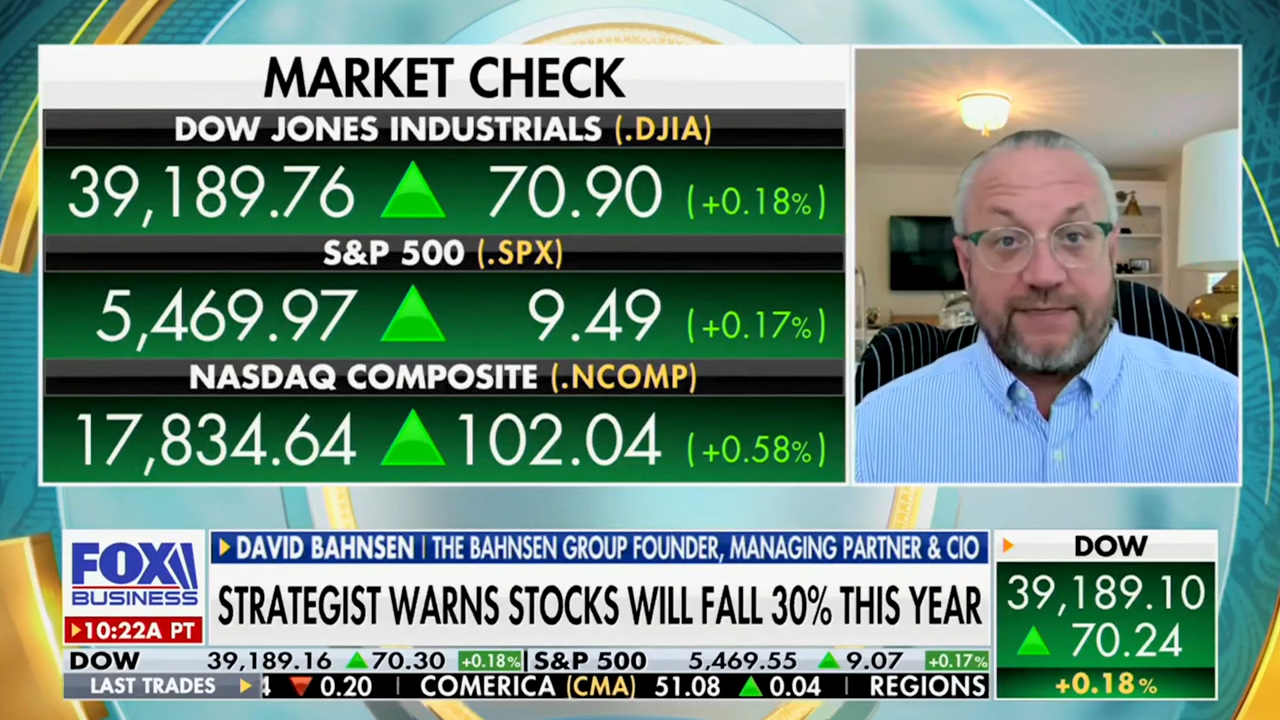 MARKET CHECK
DOW JONES INDUSTRIALS (.DJIA)
39,189.76 ▲ 70.90 (+0.18%)
S&P 500 (.SPX)
5,469.97 ▲ 9.49 (+0.17%)
NASDAQ COMPOSITE (.NCOMP)
17,834.64 ▲ 102.04 (+0.58%)
FOX
BUSINESS
10:22A PT
DAVID BAHNSEN | THE BAHNSEN GROUP FOUNDER, MANAGING PARTNER & CIO
STRATEGIST WARNS STOCKS WILL FALL 30% THIS YEAR
DOW
39,189.10
▲ 70.24
+0.18%
DOW 39,189.16 ▲ 70.30 +0.18% | S&P 500 5,469.55 ▲ 9.07 +0.17%
LAST TRADES 4 ▼ 0.20 | COMERICA (CMA) 51.08 ▲ 0.04 | REGIONS